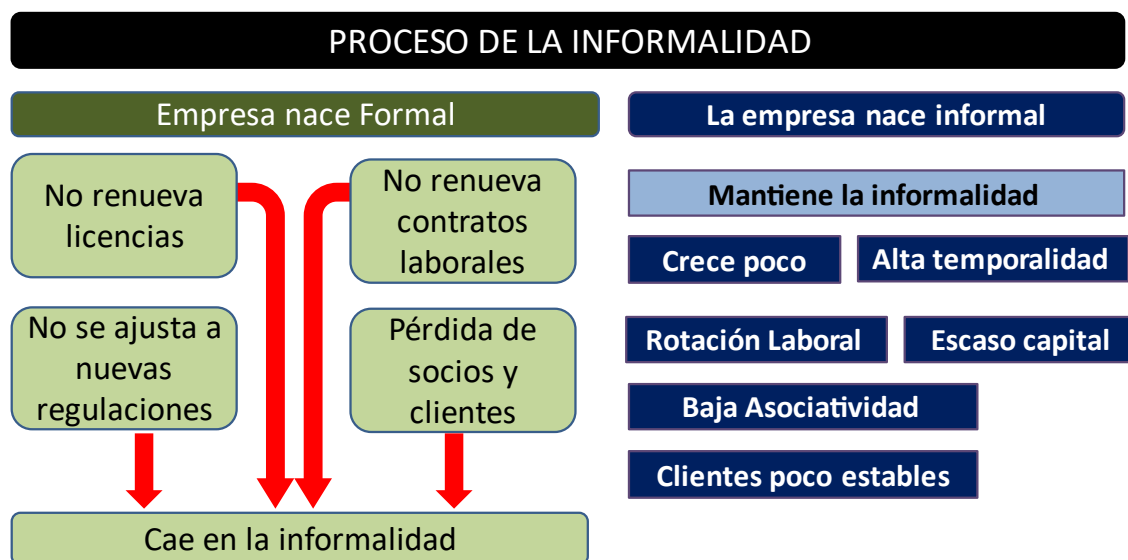 PROCESO DE LA INFORMALIDAD
Empresa nace Formal
No renueva
licencias
No renueva
contratos
laborales
No se ajusta a
nuevas
regulaciones
Pérdida de
socios y
clientes
Cae en la informalidad
La empresa nace informal
Mantiene la informalidad
Crece poco
Alta temporalidad
Rotación Laboral
Escaso capital
Baja Asociatividad
Clientes poco estables